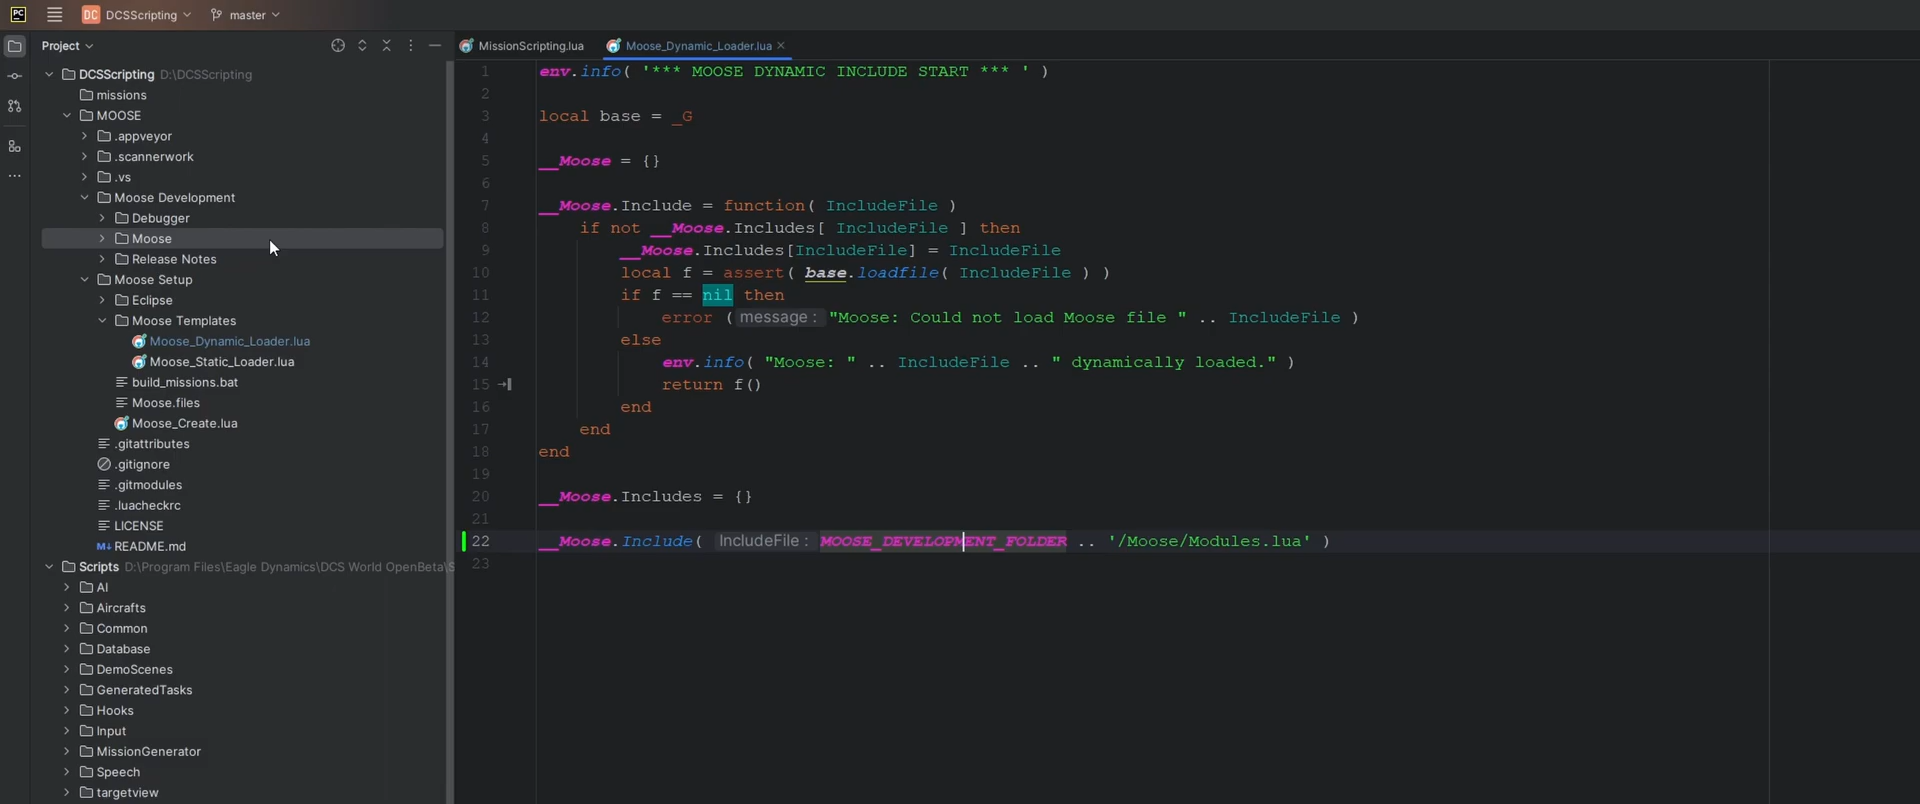 PC
DC DCSScripting master
Project
DCSScripting D:\DCSScripting
missions
MOOSE
.appveyor
.scannerwork
.vs
Moose Development
Debugger
Moose
Release Notes
Moose Setup
Eclipse
Moose Templates
Moose_Dynamic_Loader.lua
Moose_Static_Loader.lua
build_missions.bat
Moose.files
Moose_Create.lua
.gitattributes
.gitignore
.gitmodules
.luacheckrc
LICENSE
M↓ README.md
Scripts D:\Program Files\Eagle Dynamics\DCS World OpenBeta\S
AI
Aircrafts
Common
Database
DemoScenes
GeneratedTasks
Hooks
Input
MissionGenerator
Speech
targetview
MissionScripting.lua Moose_Dynamic_Loader.lua
1 env.info( '*** MOOSE DYNAMIC INCLUDE START *** ' )
2
3 local base = _G
4
5 __Moose = {}
6
7 __Moose.Include = function( IncludeFile )
8 if not __Moose.Includes[ IncludeFile ] then
9 __Moose.Includes[IncludeFile] = IncludeFile
10 local f = assert( base.loadfile( IncludeFile ) )
11 if f == nil then
12 error ( message: "Moose: Could not load Moose file " .. IncludeFile )
13 else
14 env.info( "Moose: " .. IncludeFile .. " dynamically loaded." )
15 return f()
16 end
17 end
18 end
19
20 __Moose.Includes = {}
21
22 __Moose.Include( IncludeFile: MOOSE_DEVELOPMENT_FOLDER .. '/Moose/Modules.lua' )
23